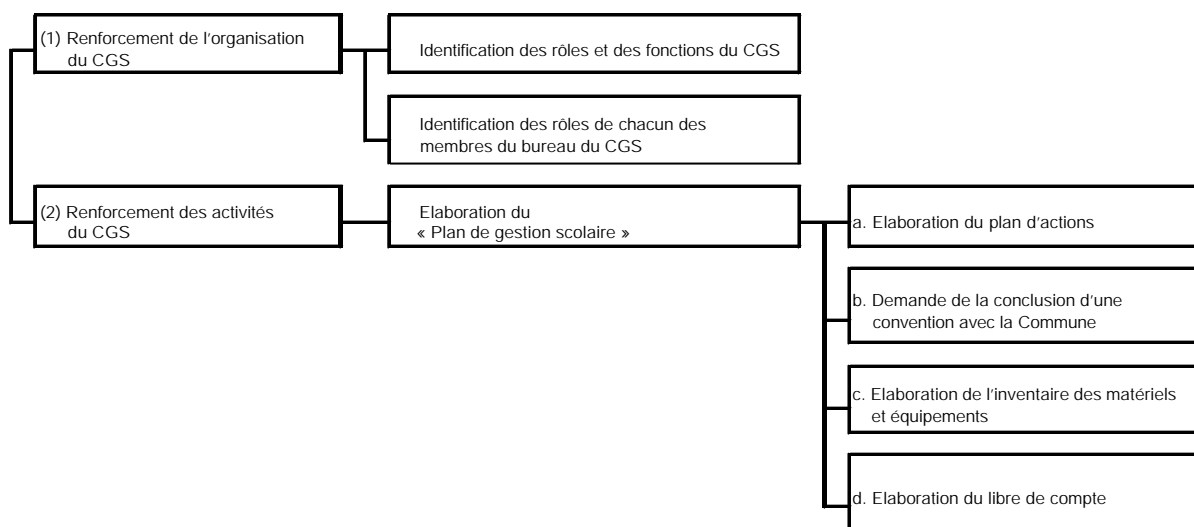 (1) Renforcement de l'organisation
du CGS
Identification des rôles et des fonctions du CGS
Identification des rôles de chacun des
membres du bureau du CGS
(2) Renforcement des activités
du CGS
Elaboration du
« Plan de gestion scolaire »
a. Elaboration du plan d'actions
b. Demande de la conclusion d'une
convention avec la Commune
c. Elaboration de l'inventaire des matériels
et équipements
d. Elaboration du libre de compte